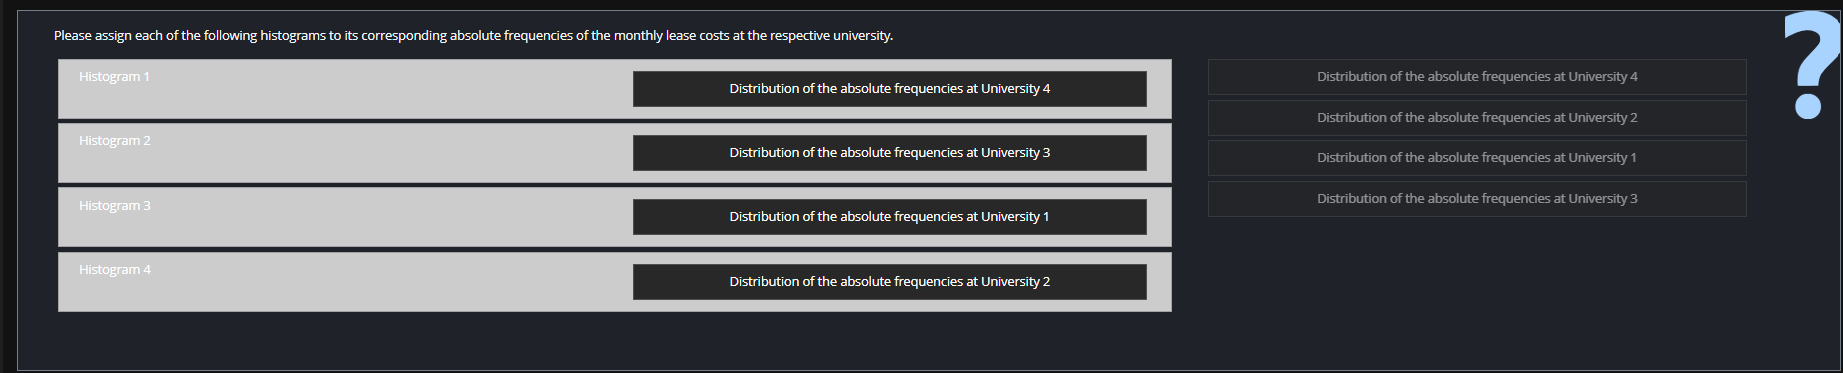 Please assign each of the following histograms to its corresponding absolute frequencies of the monthly lease costs at the respective university.
Histogram 1
Distribution of the absolute frequencies at University 4
Histogram 2
Distribution of the absolute frequencies at University 3
Histogram 3
Distribution of the absolute frequencies at University 1
Histogram 4
Distribution of the absolute frequencies at University 2
Distribution of the absolute frequencies at University 4
Distribution of the absolute frequencies at University 2
Distribution of the absolute frequencies at University 1
Distribution of the absolute frequencies at University 3
?